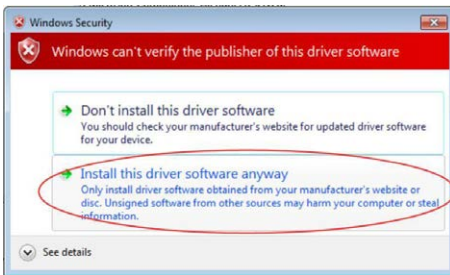 Windows Security
Windows can't verify the publisher of this driver software
Don't install this driver software
You should check your manufacturer's website for updated driver software
for your device.
Install this driver software anyway
Only install driver software obtained from your manufacturer's website or
disc. Unsigned software from other sources may harm your computer or steal
information.
See details